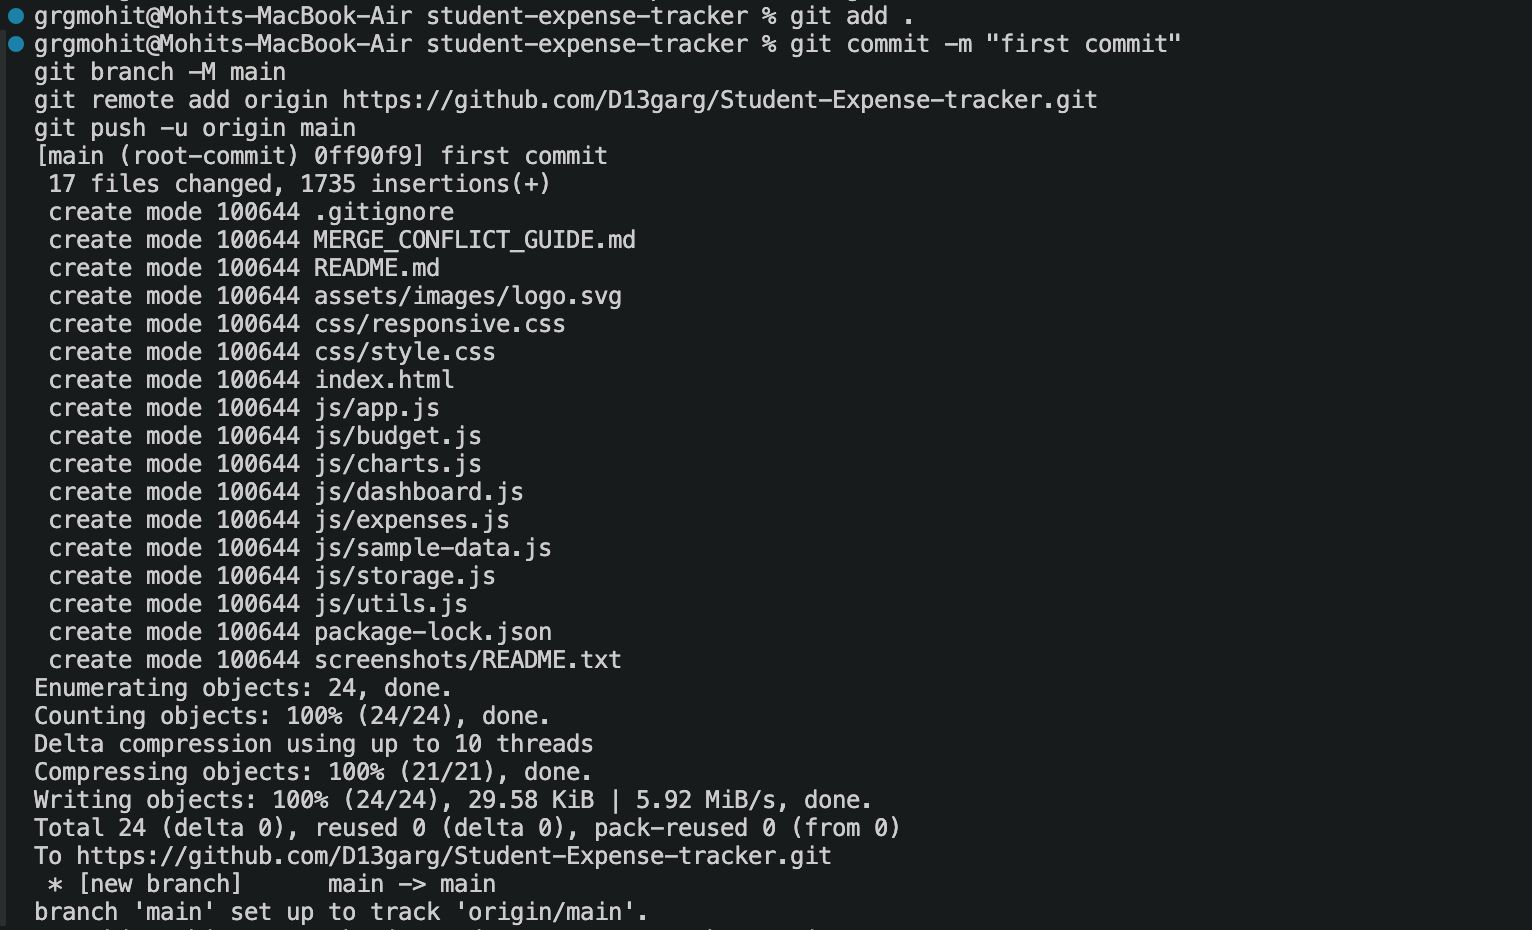 grgmohit@Mohits-MacBook-Air student-expense-tracker % git add .
grgmohit@Mohits-MacBook-Air student-expense-tracker % git commit -m "first commit"
git branch -M main
git remote add origin https://github.com/D13garg/Student-Expense-tracker.git
git push -u origin main
[main (root-commit) 0ff90f9] first commit
 17 files changed, 1735 insertions(+)
 create mode 100644 .gitignore
 create mode 100644 MERGE_CONFLICT_GUIDE.md
 create mode 100644 README.md
 create mode 100644 assets/images/logo.svg
 create mode 100644 css/responsive.css
 create mode 100644 css/style.css
 create mode 100644 index.html
 create mode 100644 js/app.js
 create mode 100644 js/budget.js
 create mode 100644 js/charts.js
 create mode 100644 js/dashboard.js
 create mode 100644 js/expenses.js
 create mode 100644 js/sample-data.js
 create mode 100644 js/storage.js
 create mode 100644 js/utils.js
 create mode 100644 package-lock.json
 create mode 100644 screenshots/README.txt
Enumerating objects: 24, done.
Counting objects: 100% (24/24), done.
Delta compression using up to 10 threads
Compressing objects: 100% (21/21), done.
Writing objects: 100% (24/24), 29.58 KiB | 5.92 MiB/s, done.
Total 24 (delta 0), reused 0 (delta 0), pack-reused 0 (from 0)
To https://github.com/D13garg/Student-Expense-tracker.git
 * [new branch]      main -> main
branch 'main' set up to track 'origin/main'.